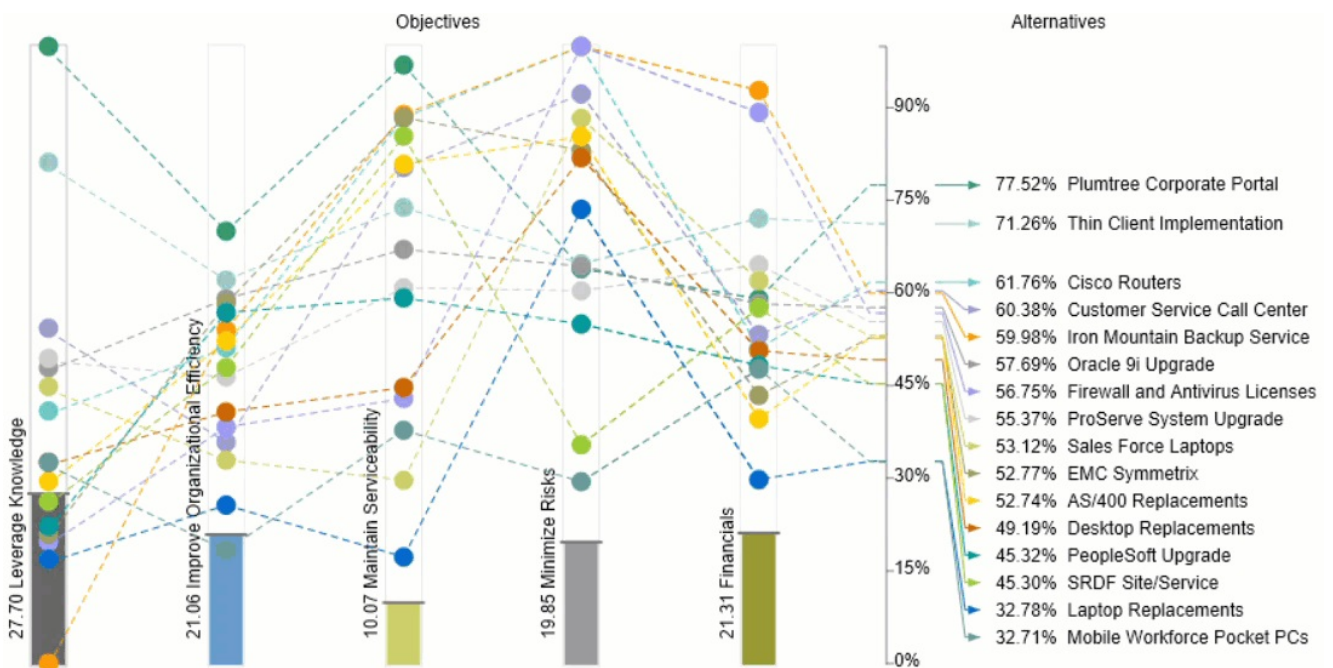 Objectives
Alternatives
27.70 Leverage Knowledge
21.06 Improve Organizational Efficiency
10.07 Maintain Serviceability
19.85 Minimize Risks
21.31 Financials
90%
75%
60%
45%
30%
15%
0%
77.52% Plumtree Corporate Portal
71.26% Thin Client Implementation
61.76% Cisco Routers
60.38% Customer Service Call Center
59.98% Iron Mountain Backup Service
57.69% Oracle 9i Upgrade
56.75% Firewall and Antivirus Licenses
55.37% ProServe System Upgrade
53.12% Sales Force Laptops
52.77% EMC Symmetrix
52.74% AS/400 Replacements
49.19% Desktop Replacements
45.32% PeopleSoft Upgrade
45.30% SRDF Site/Service
32.78% Laptop Replacements
32.71% Mobile Workforce Pocket PCs